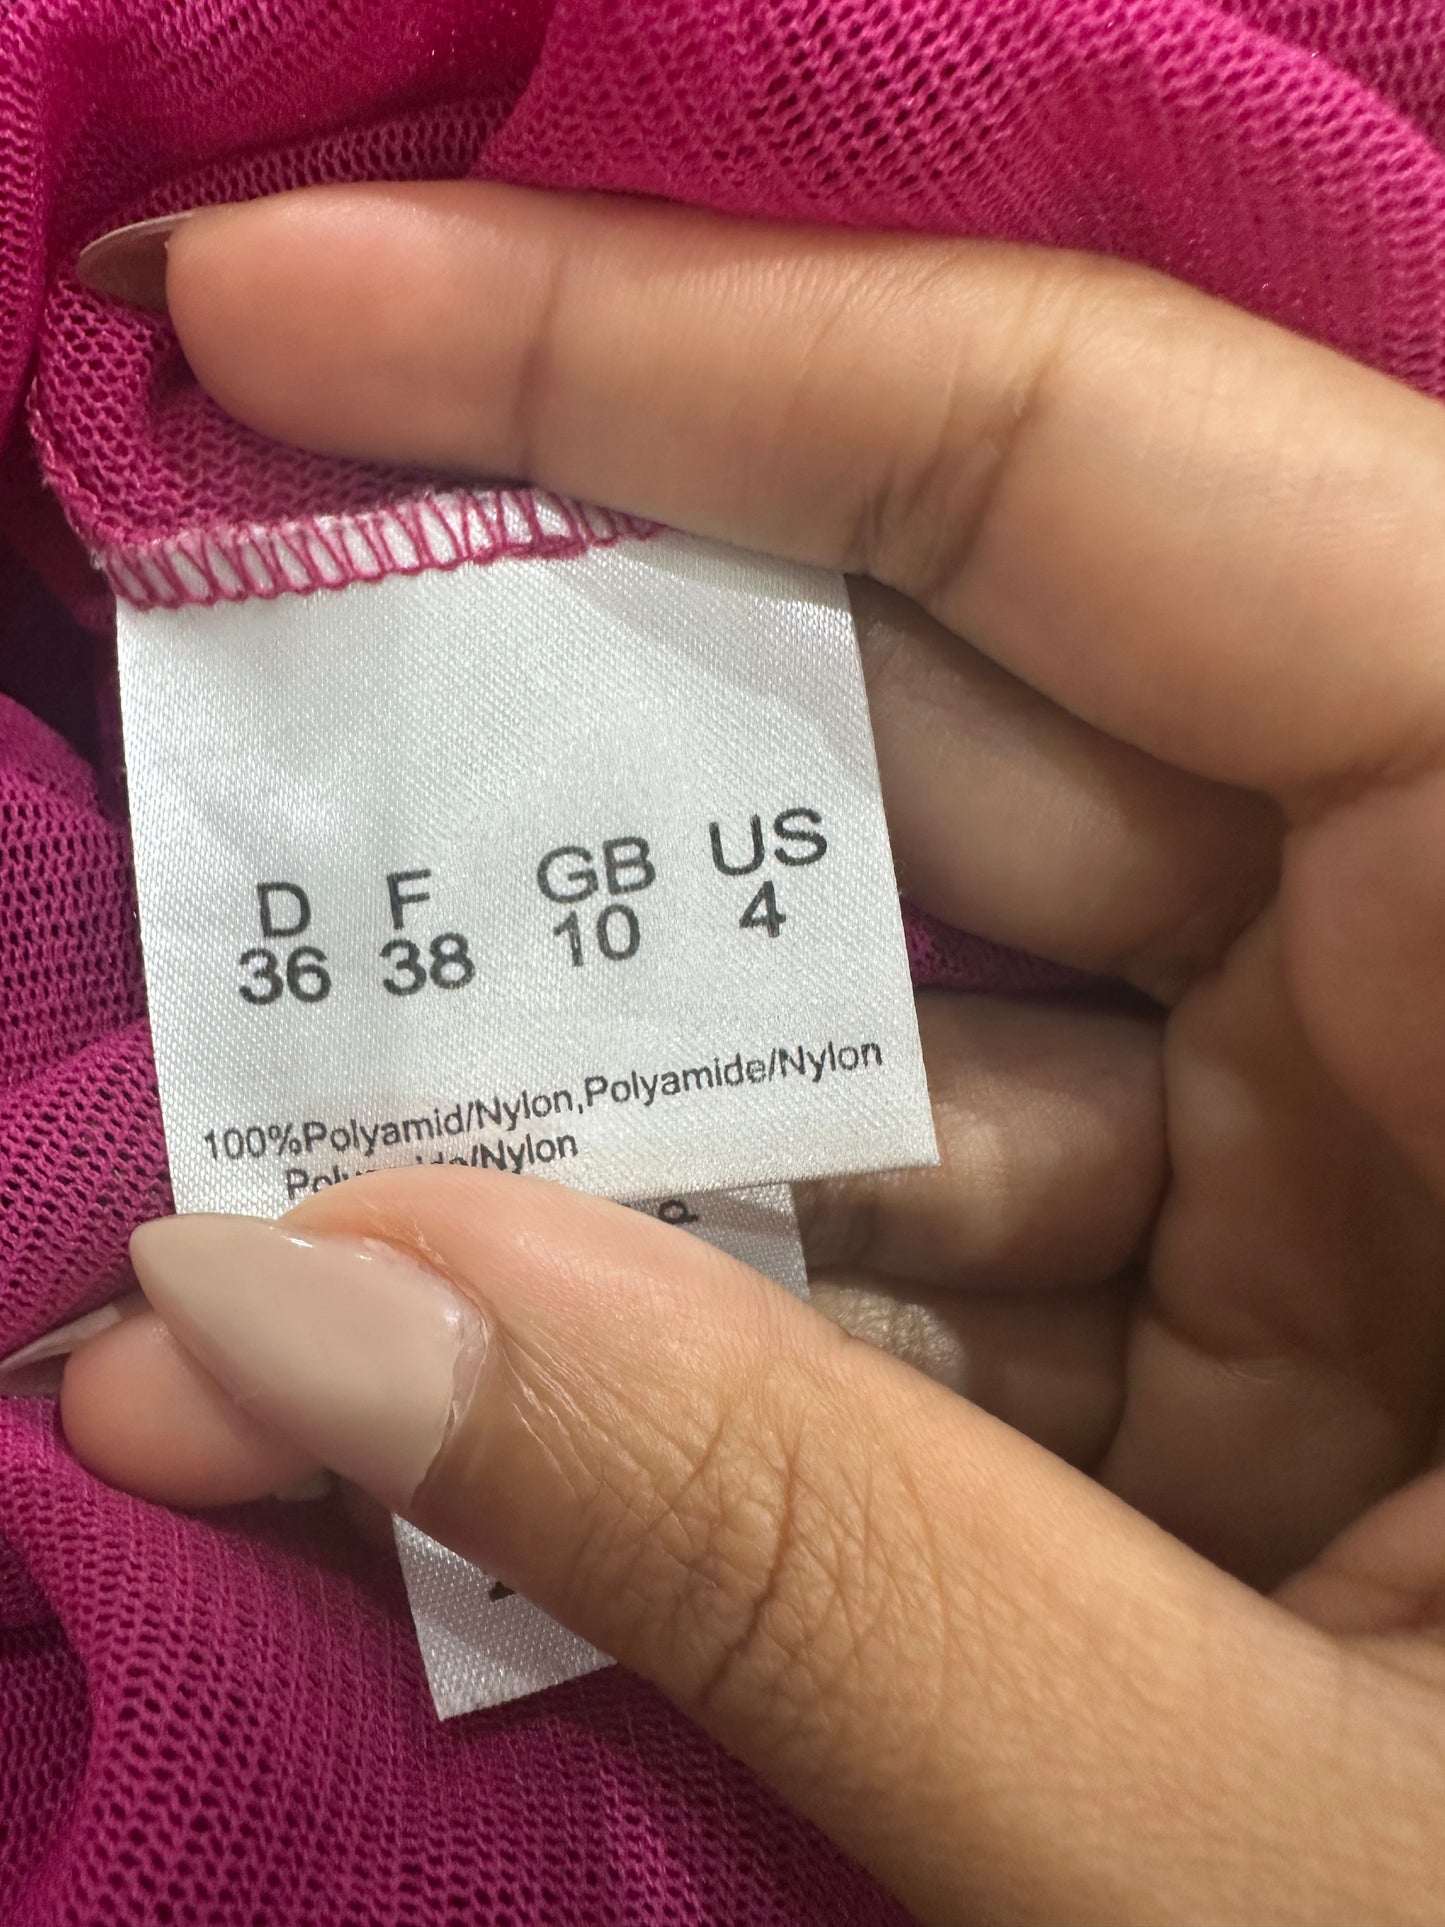 D F GB US
36 38 10 4
100%Polyamid/Nylon,Polyamide/Nylon